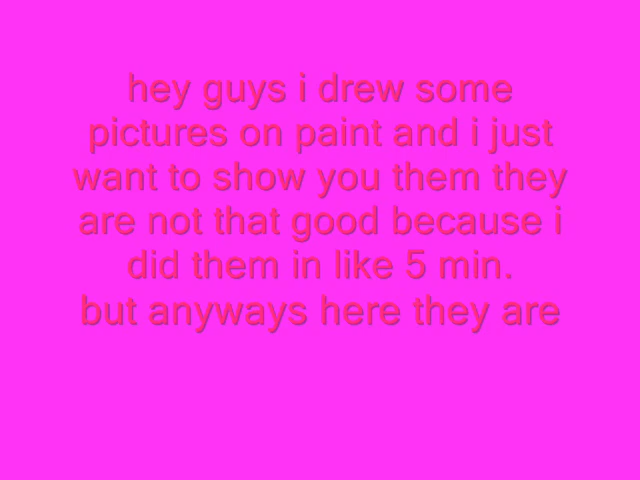 hey guys i drew some
pictures on paint and i just
want to show you them they
are not that good because i
did them in like 5 min.
but anyways here they are